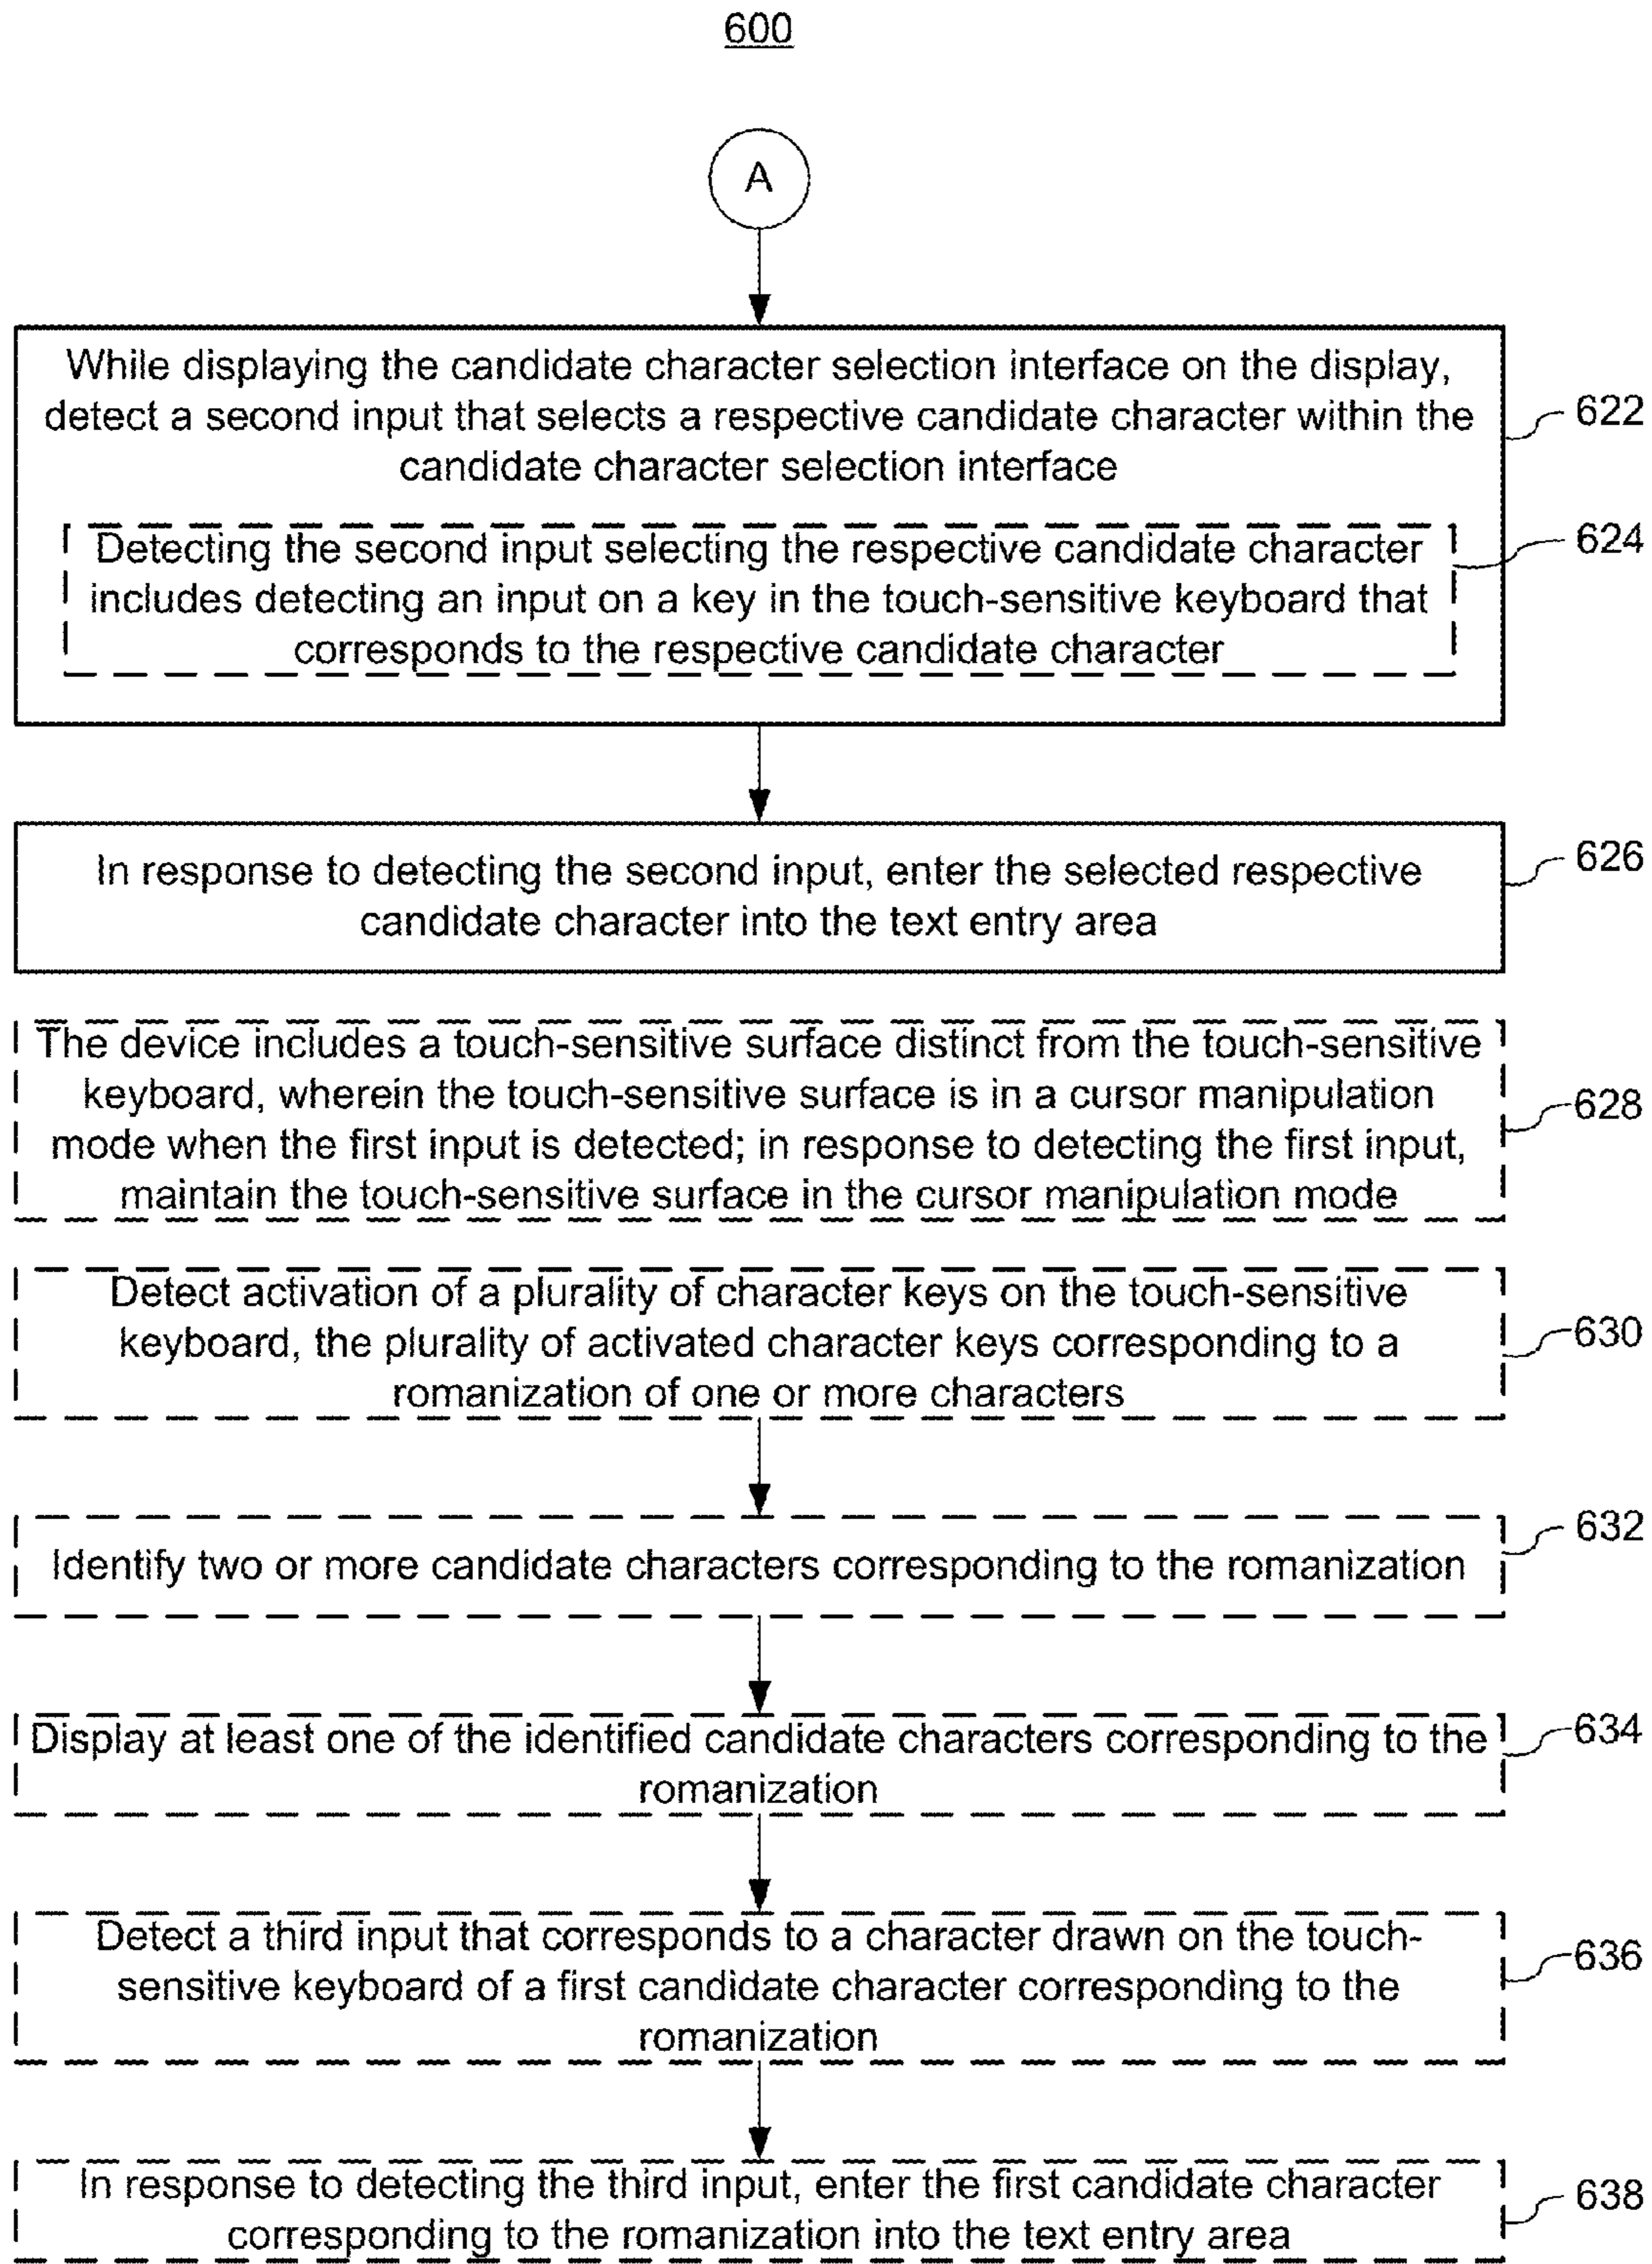 600
A
While displaying the candidate character selection interface on the display,
detect a second input that selects a respective candidate character within the
candidate character selection interface
622
Detecting the second input selecting the respective candidate character
includes detecting an input on a key in the touch-sensitive keyboard that
corresponds to the respective candidate character
624
In response to detecting the second input, enter the selected respective
candidate character into the text entry area
626
The device includes a touch-sensitive surface distinct from the touch-sensitive
keyboard, wherein the touch-sensitive surface is in a cursor manipulation
mode when the first input is detected; in response to detecting the first input,
maintain the touch-sensitive surface in the cursor manipulation mode
628
Detect activation of a plurality of character keys on the touch-sensitive
keyboard, the plurality of activated character keys corresponding to a
romanization of one or more characters
630
Identify two or more candidate characters corresponding to the romanization
632
Display at least one of the identified candidate characters corresponding to the
romanization
634
Detect a third input that corresponds to a character drawn on the touch-
sensitive keyboard of a first candidate character corresponding to the
romanization
636
In response to detecting the third input, enter the first candidate character
corresponding to the romanization into the text entry area
638